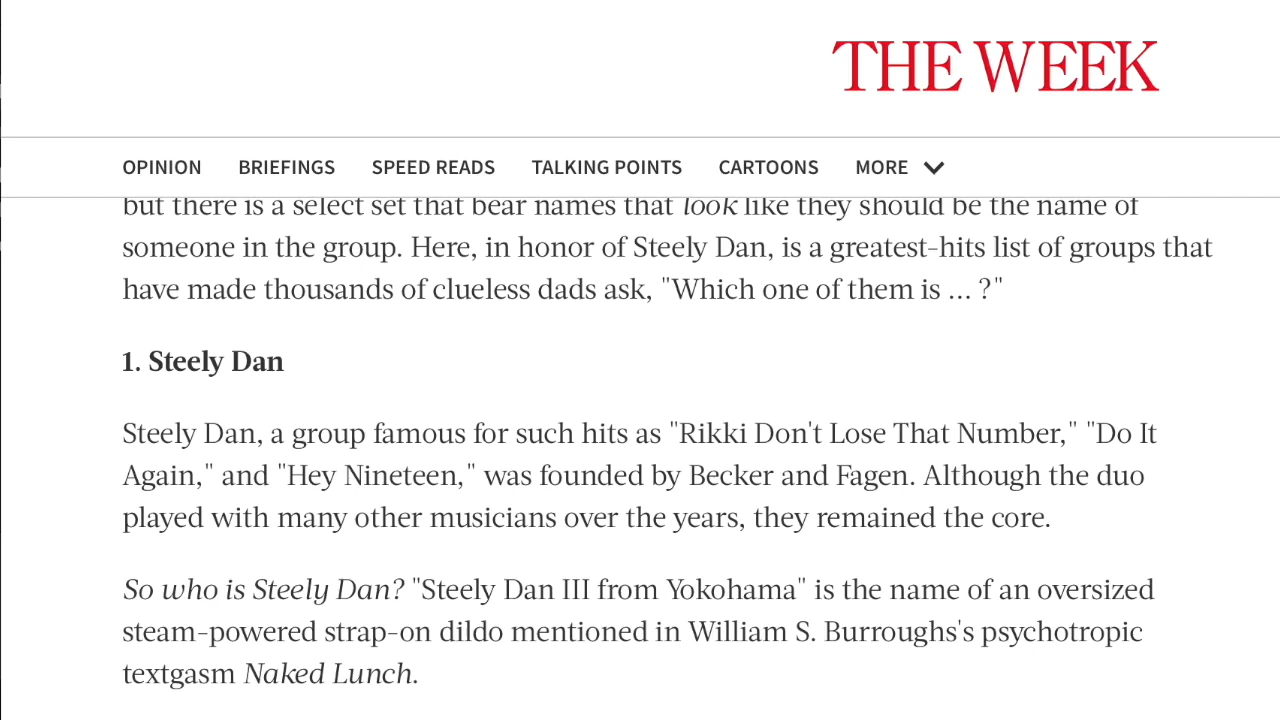 THE WEEK
OPINION BRIEFINGS SPEED READS TALKING POINTS CARTOONS MORE
but there is a select set that bear names that look like they should be the name of
someone in the group. Here, in honor of Steely Dan, is a greatest-hits list of groups that
have made thousands of clueless dads ask, "Which one of them is ... ?"
1. Steely Dan
Steely Dan, a group famous for such hits as "Rikki Don't Lose That Number," "Do It
Again," and "Hey Nineteen," was founded by Becker and Fagen. Although the duo
played with many other musicians over the years, they remained the core.
So who is Steely Dan? "Steely Dan III from Yokohama" is the name of an oversized
steam-powered strap-on dildo mentioned in William S. Burroughs's psychotropic
textgasm Naked Lunch.